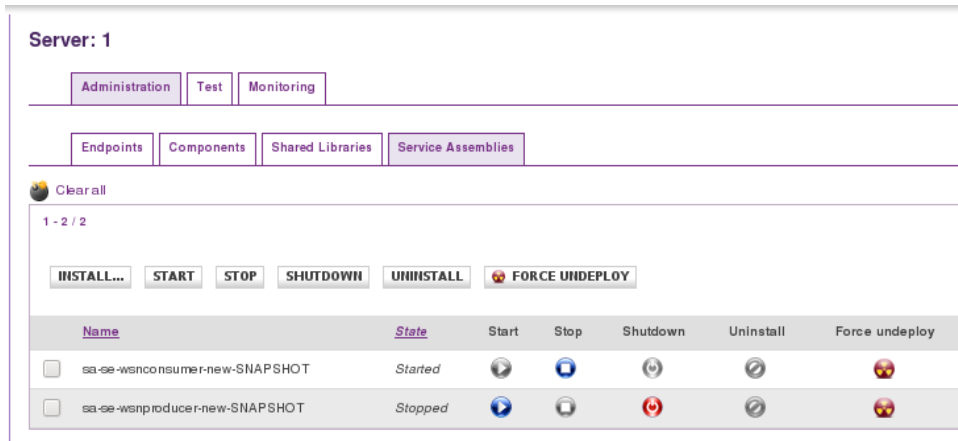 Server: 1
Administration Test Monitoring
Endpoints Components Shared Libraries Service Assemblies
Clear all
1 - 2 / 2
INSTALL... START STOP SHUTDOWN UNINSTALL FORCE UNDEPLOY
Name State Start Stop Shutdown Uninstall Force undeploy
sa-se-wsnconsumer-new-SNAPSHOT Started
sa-se-wsnproducer-new-SNAPSHOT Stopped